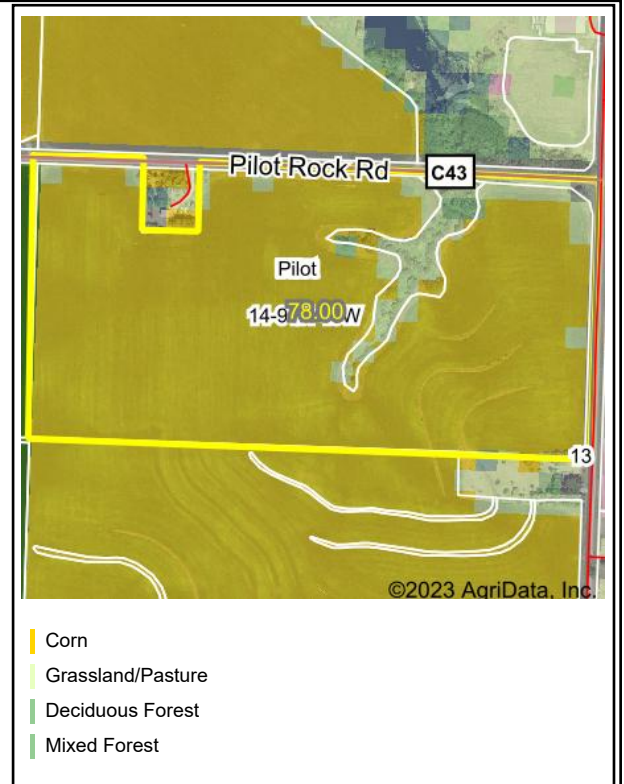 Pilot Rock Rd
C43
Pilot
78.00
13
©2023 AgriData, Inc.
Corn
Grassland/Pasture
Deciduous Forest
Mixed Forest